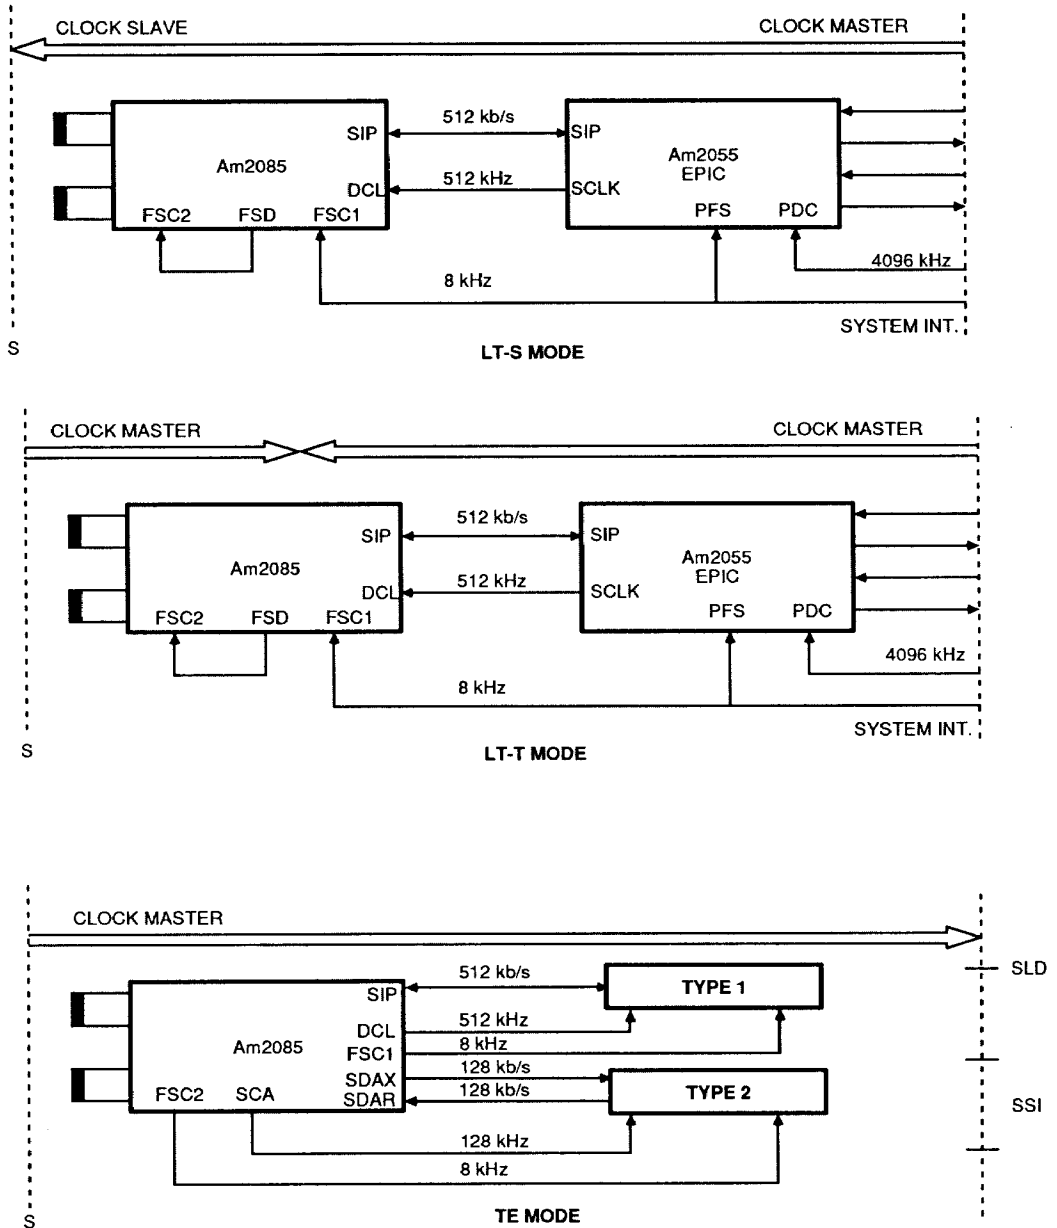 CLOCK SLAVE
CLOCK MASTER
512 kb/s
SIP
SIP
Am2085
Am2055
EPIC
512 kHz
DCL
SCLK
FSC2
FSD
FSC1
PFS
PDC
4096 kHz
8 kHz
SYSTEM INT.
S
LT-S MODE
CLOCK MASTER
CLOCK MASTER
512 kb/s
SIP
SIP
Am2085
Am2055
EPIC
512 kHz
DCL
SCLK
FSC2
FSD
FSC1
PFS
PDC
4096 kHz
8 kHz
SYSTEM INT.
S
LT-T MODE
CLOCK MASTER
512 kb/s
SLD
SIP
TYPE 1
512 kHz
DCL
Am2085
8 kHz
FSC1
128 kb/s
SDAX
128 kb/s
TYPE 2
FSC2
SCA
SDAR
SSI
128 kHz
8 kHz
S
TE MODE